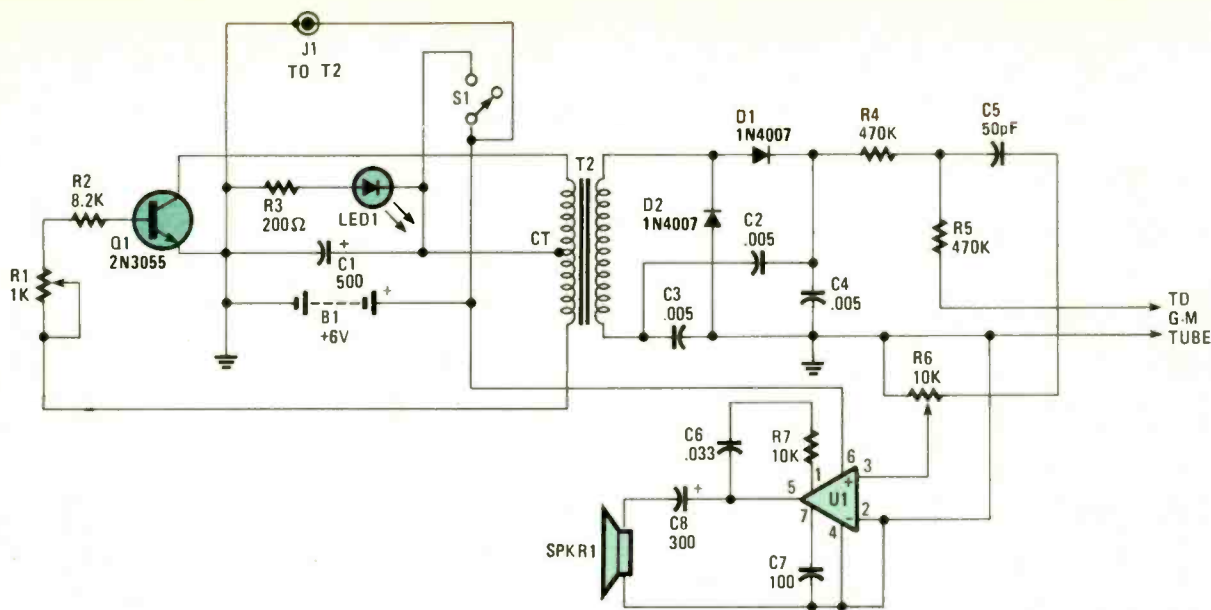 J1
TO T2
S1
R2
8.2K
Q1
2N3055
R1
1K
R3
200Ω
LED1
+
C1
500
B1
+
+6V
CT
T2
D1
1N4007
D2
1N4007
R4
470K
C5
50pF
C2
.005
R5
470K
C3
.005
C4
.005
TO
G-M
TUBE
R6
10K
C6
.033
R7
10K
1
6
3
5
+
-
U1
2
7
4
C8
300
+
C7
100
SPKR1